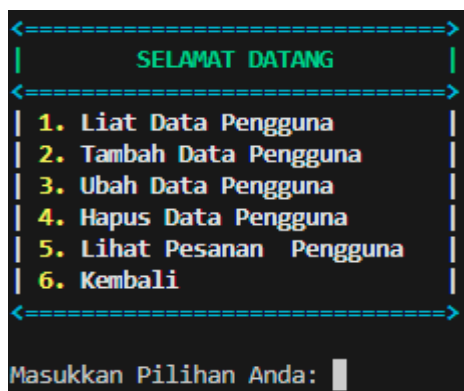 <===============================>
| SELAMAT DATANG |
<===============================>
| 1. Liat Data Pengguna |
| 2. Tambah Data Pengguna |
| 3. Ubah Data Pengguna |
| 4. Hapus Data Pengguna |
| 5. Lihat Pesanan  Pengguna |
| 6. Kembali |
<===============================>
Masukkan Pilihan Anda: